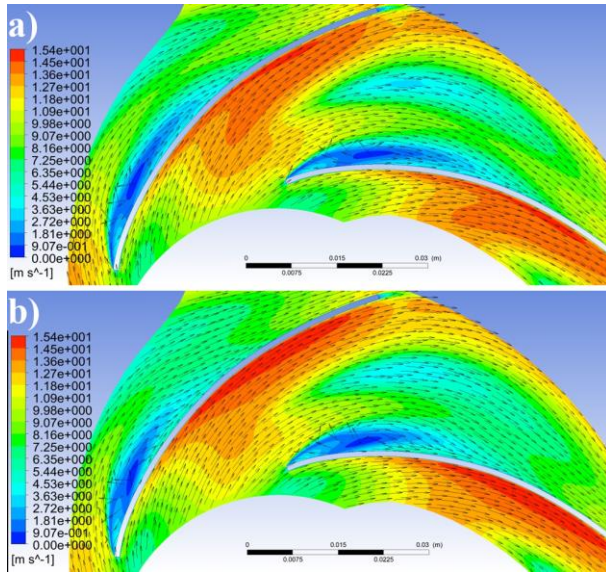 a)
1.54e+001
1.45e+001
1.36e+001
1.27e+001
1.18e+001
1.09e+001
9.98e+000
9.07e+000
8.16e+000
7.25e+000
6.35e+000
5.44e+000
4.53e+000
3.63e+000
2.72e+000
1.81e+000
9.07e-001
0.00e+000
[m s^-1]
0 0.015 0.03 (m)
0.0075 0.0225
b)
1.54e+001
1.45e+001
1.36e+001
1.27e+001
1.18e+001
1.09e+001
9.98e+000
9.07e+000
8.16e+000
7.25e+000
6.35e+000
5.44e+000
4.53e+000
3.63e+000
2.72e+000
1.81e+000
9.07e-001
0.00e+000
[m s^-1]
0 0.015 0.03 (m)
0.0075 0.0225